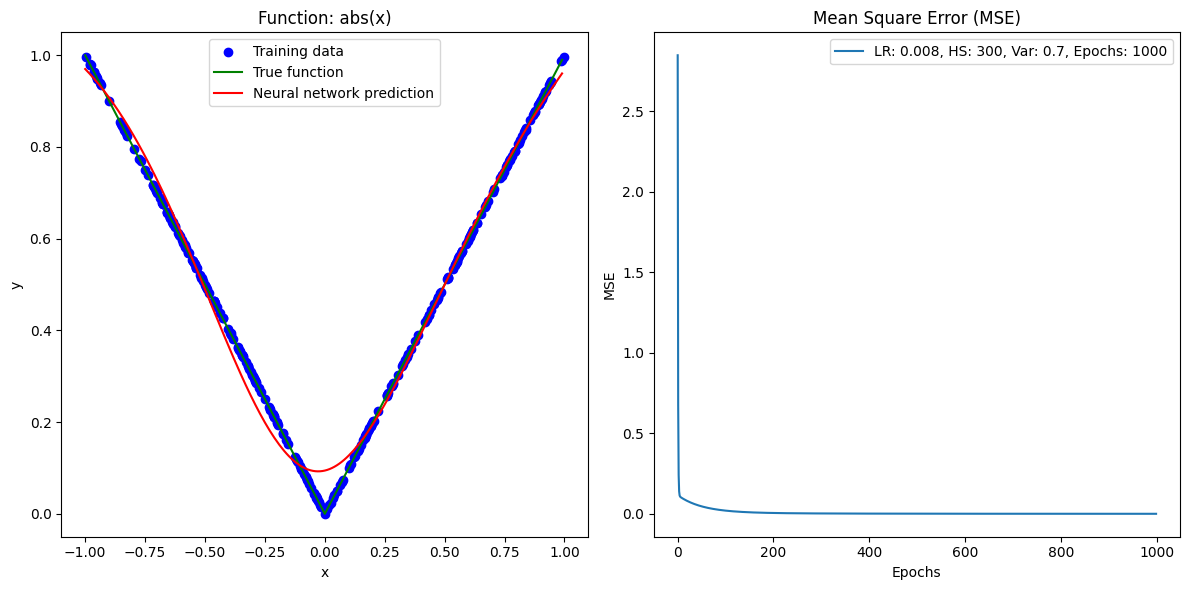 Function: abs(x)
Training data
True function
Neural network prediction
1.0
0.8
0.6
0.4
0.2
0.0
y
−1.00 −0.75 −0.50 −0.25 0.00 0.25 0.50 0.75 1.00
x
Mean Square Error (MSE)
LR: 0.008, HS: 300, Var: 0.7, Epochs: 1000
2.5
2.0
1.5
1.0
0.5
0.0
MSE
0 200 400 600 800 1000
Epochs